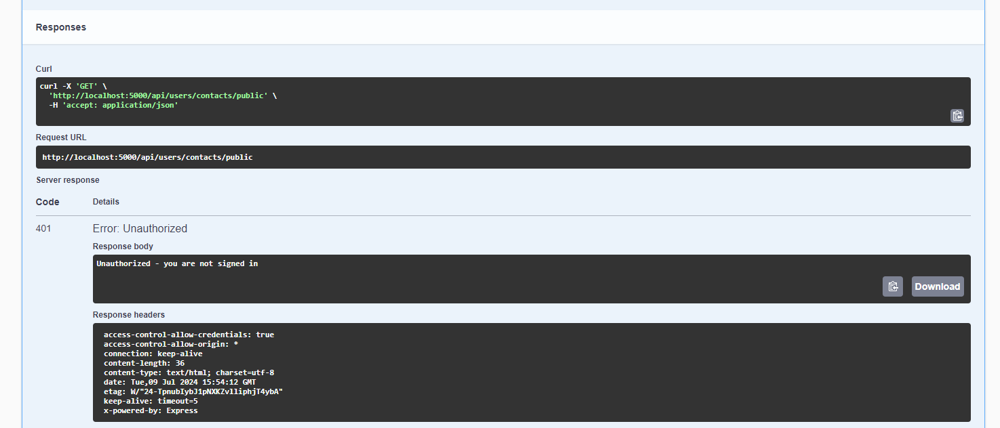 Responses
Curl
curl -X 'GET' \
'http://localhost:5000/api/users/contacts/public' \
-H 'accept: application/json'
Request URL
http://localhost:5000/api/users/contacts/public
Server response
Code Details
401 Error: Unauthorized
Response body
Unauthorized - you are not signed in
Download
Response headers
access-control-allow-credentials: true
access-control-allow-origin: *
connection: keep-alive
content-length: 36
content-type: text/html; charset=utf-8
date: Tue,09 Jul 2024 15:54:12 GMT
etag: W/"24-TpnubIybJ1pNXKZvlliphjT4ybA"
keep-alive: timeout=5
x-powered-by: Express